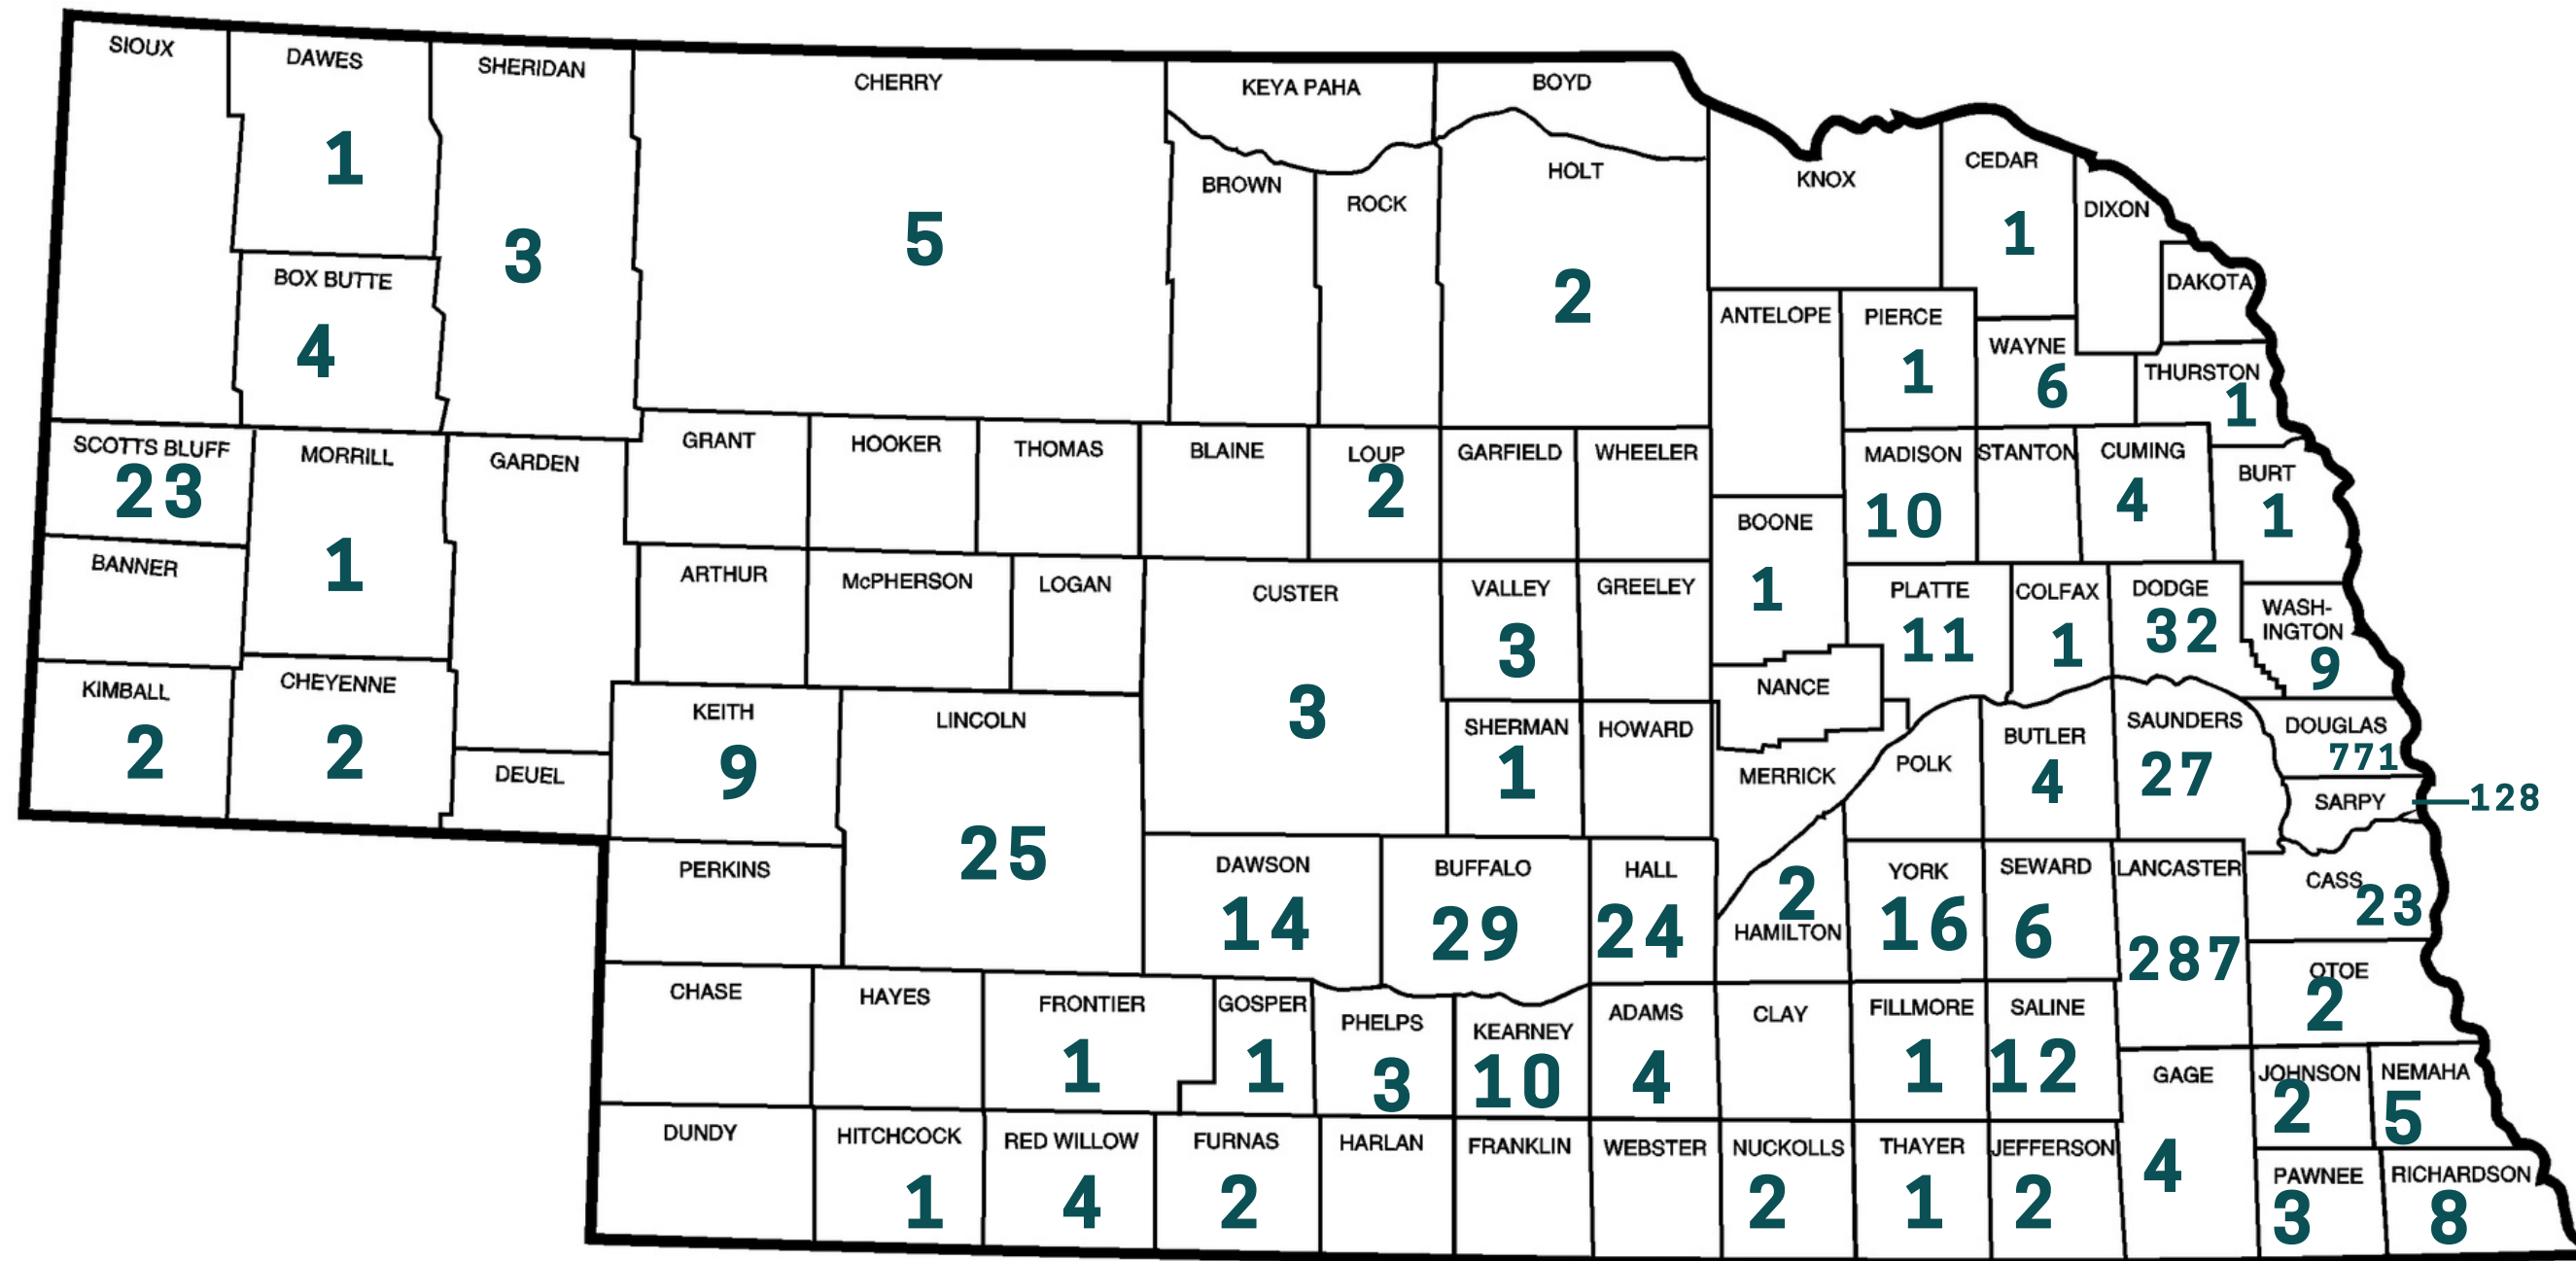 SIOUX
DAWES
1
SHERIDAN
3
CHERRY
5
KEYA PAHA
BOYD
BROWN
ROCK
HOLT
2
KNOX
CEDAR
1
DIXON
DAKOTA
BOX BUTTE
4
ANTELOPE
PIERCE
1
WAYNE
6
THURSTON
1
SCOTTS BLUFF
23
MORRILL
1
GARDEN
GRANT
HOOKER
THOMAS
BLAINE
LOUP
2
GARFIELD
WHEELER
MADISON
10
STANTON
CUMING
4
BURT
1
BANNER
BOONE
1
ARTHUR
McPHERSON
LOGAN
CUSTER
3
VALLEY
3
GREELEY
PLATTE
11
COLFAX
1
DODGE
32
WASH-
INGTON
9
KIMBALL
2
CHEYENNE
2
DEUEL
KEITH
9
LINCOLN
25
SHERMAN
1
HOWARD
NANCE
MERRICK
POLK
BUTLER
4
SAUNDERS
27
DOUGLAS
771
SARPY
128
PERKINS
DAWSON
14
BUFFALO
29
HALL
24
2
HAMILTON
YORK
16
SEWARD
6
LANCASTER
287
CASS
23
OTOE
2
CHASE
HAYES
FRONTIER
1
GOSPER
1
PHELPS
3
KEARNEY
10
ADAMS
4
CLAY
FILLMORE
1
SALINE
12
GAGE
4
JOHNSON
2
NEMAHA
5
DUNDY
HITCHCOCK
1
RED WILLOW
4
FURNAS
2
HARLAN
FRANKLIN
WEBSTER
NUCKOLLS
2
THAYER
1
JEFFERSON
2
PAWNEE
3
RICHARDSON
8